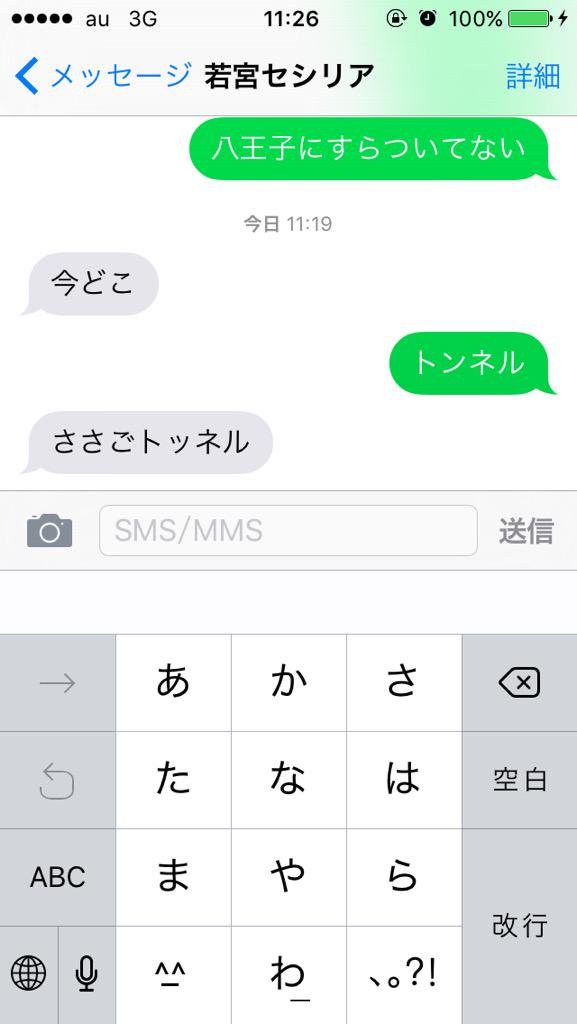 au 3G 11:26 100%
メッセージ 若宮セシリア 詳細
八王子にすらついてない
今日 11:19
今どこ
トンネル
ささごトッネル
SMS/MMS 送信
→ あ か さ
た な は 空白
ABC ま や ら 改行
^^ わ_ 、。?!